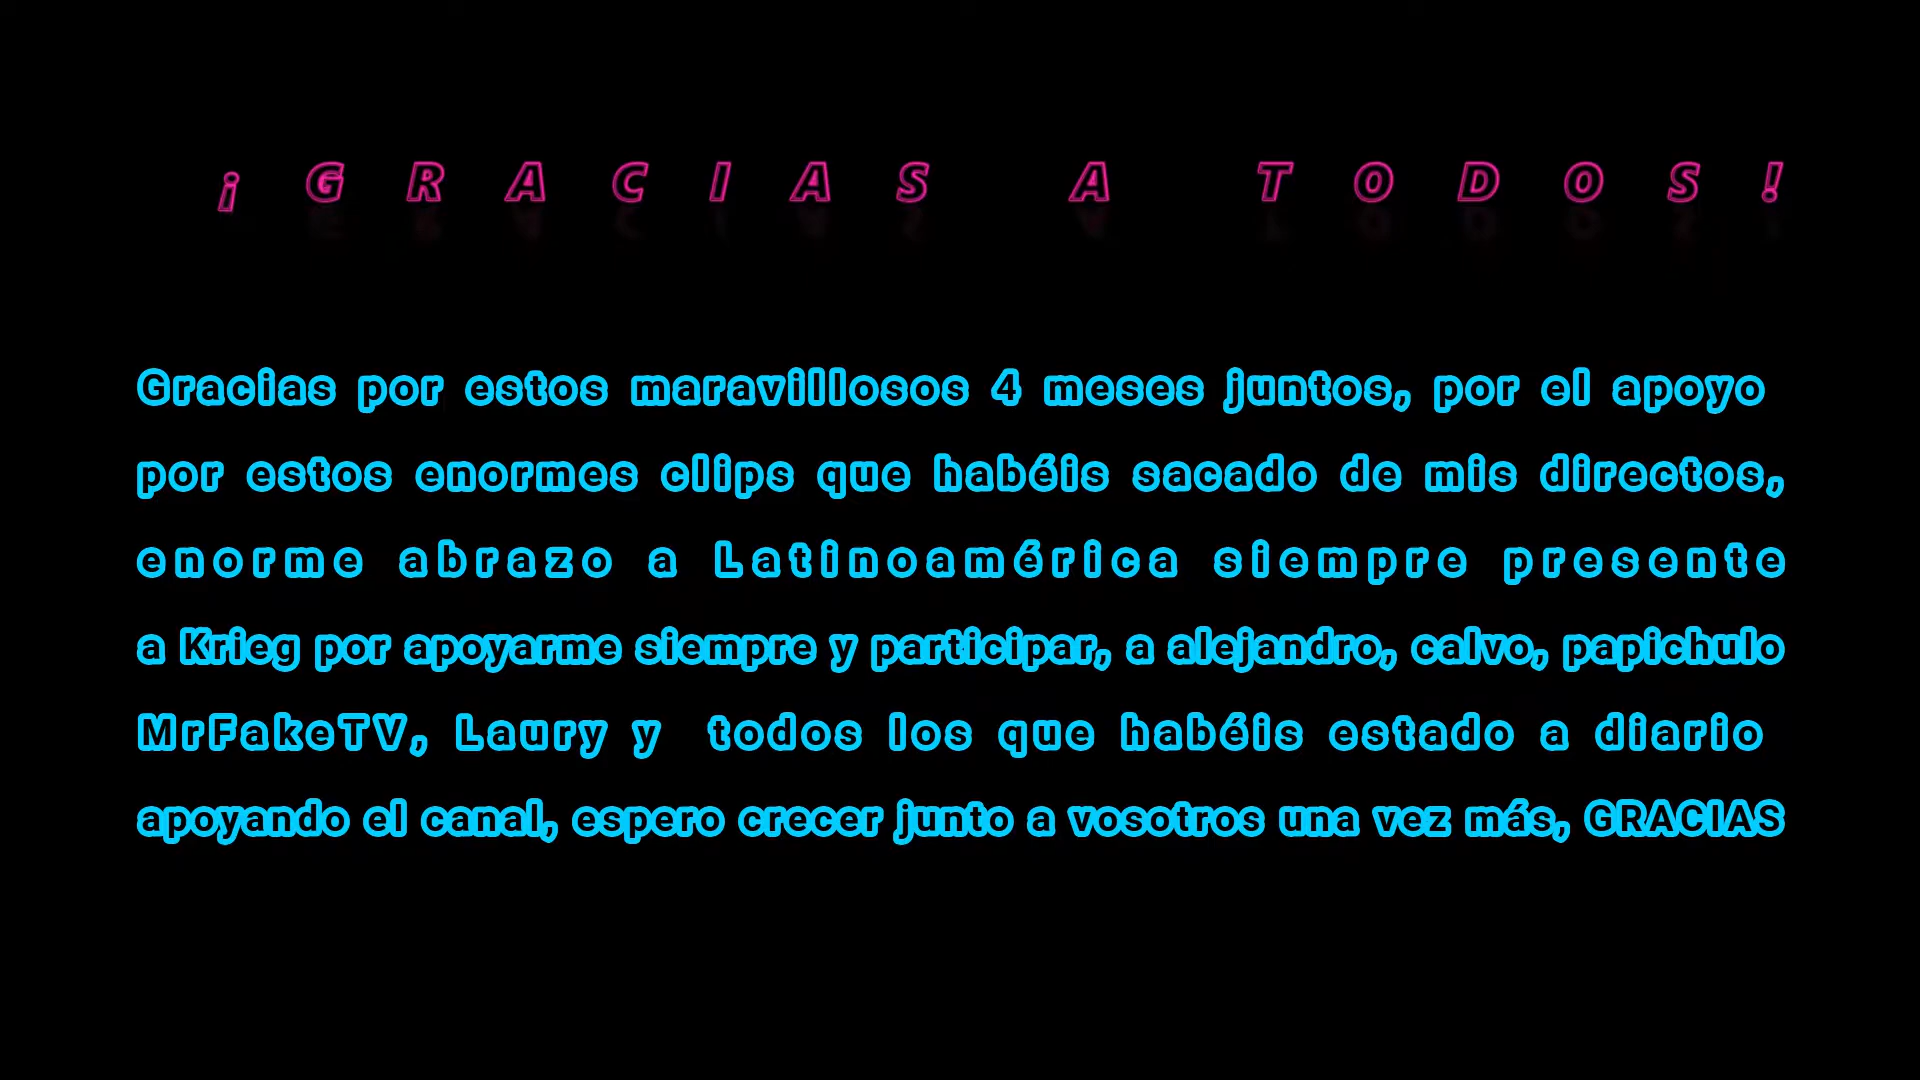 ¡GRACIAS A TODOS!
Gracias por estos maravillosos 4 meses juntos, por el apoyo
por estos enormes clips que habéis sacado de mis directos,
enorme abrazo a Latinoamérica siempre presente
a Krieg por apoyarme siempre y participar, a alejandro, calvo, papichulo
MrFakeTV, Laury y todos los que habéis estado a diario
apoyando el canal, espero crecer junto a vosotros una vez más, GRACIAS